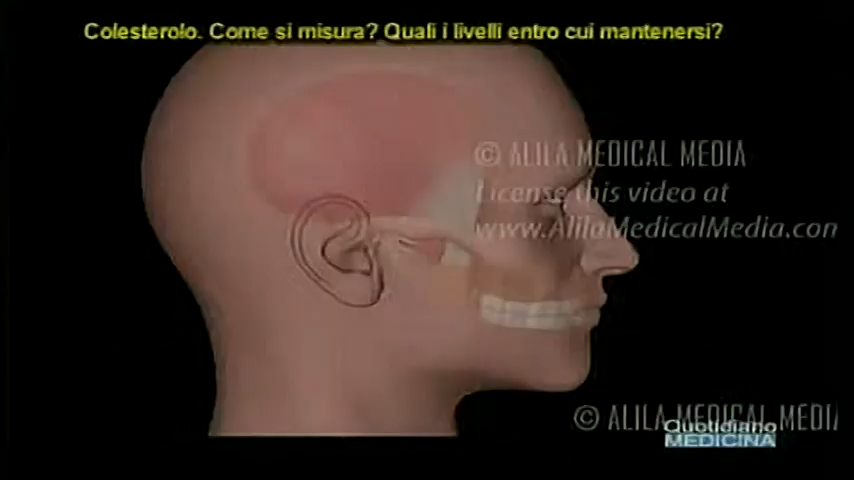 Colesterolo. Come si misura? Quali i livelli entro cui mantenersi?
© ALILA MEDICAL MEDIA
License this video at
www.AlilaMedicalMedia.com
© ALILA MEDICAL MEDIA
Quotidiano
MEDICINA